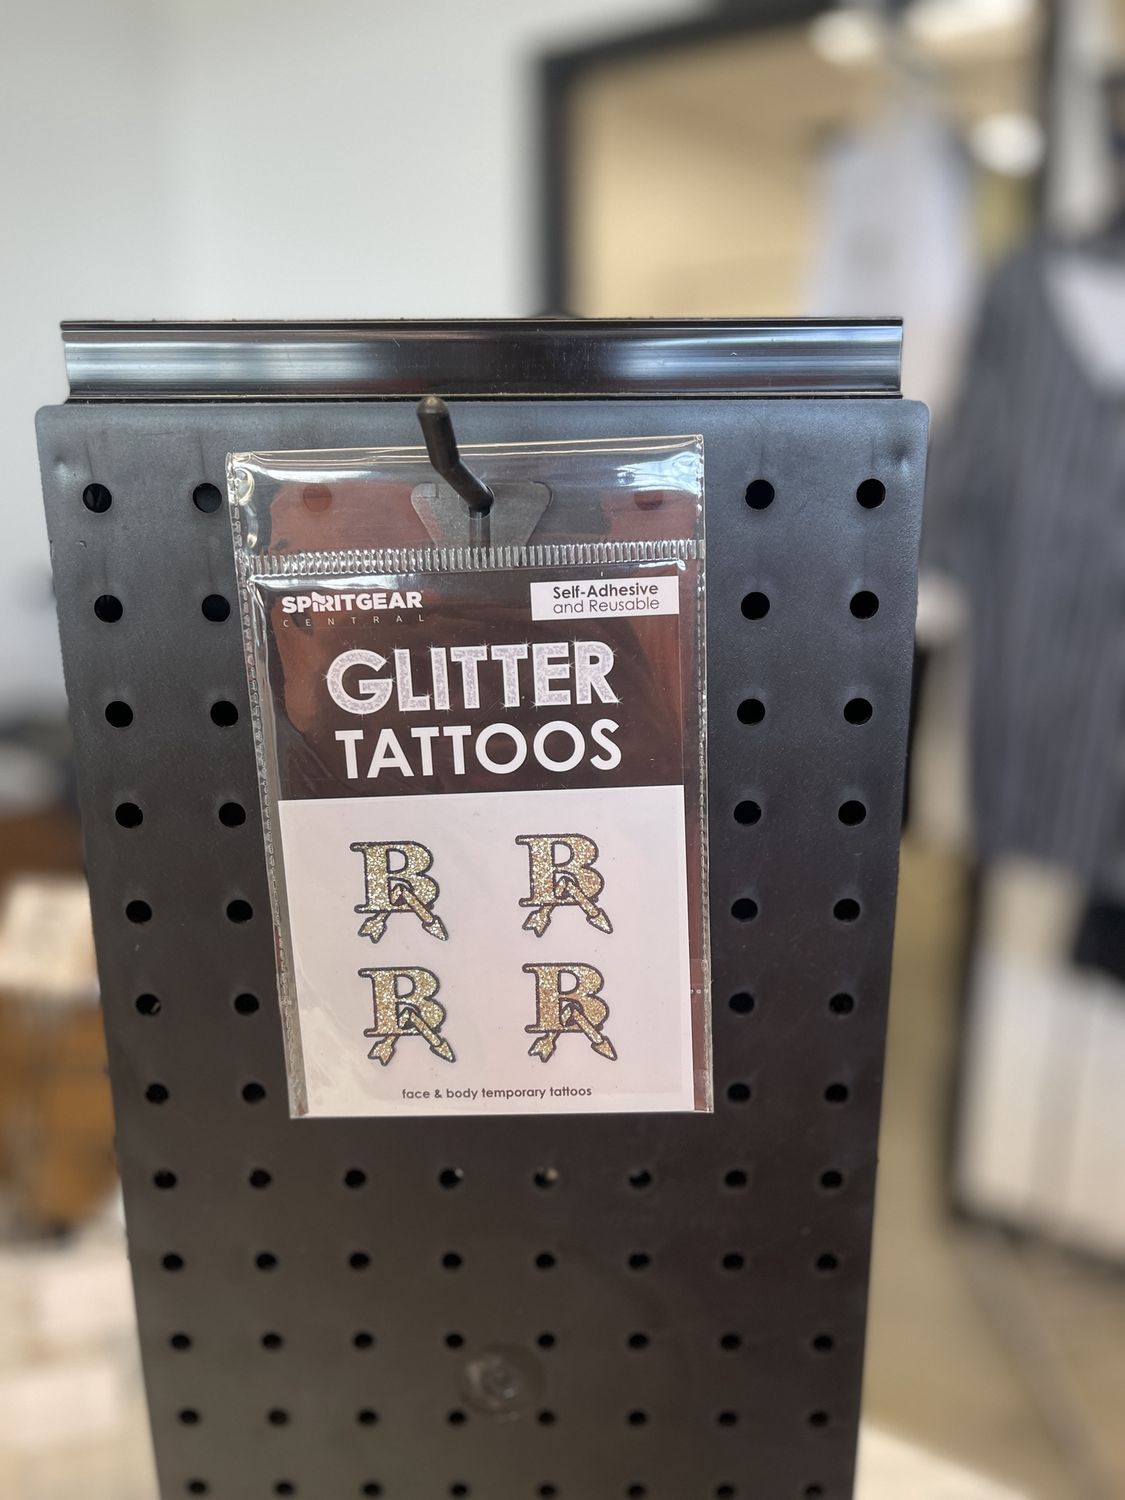 SPIRITGEAR
CENTRAL
Self-Adhesive
and Reusable
GLITTER
TATTOOS
B
B
B
B
face & body temporary tattoos